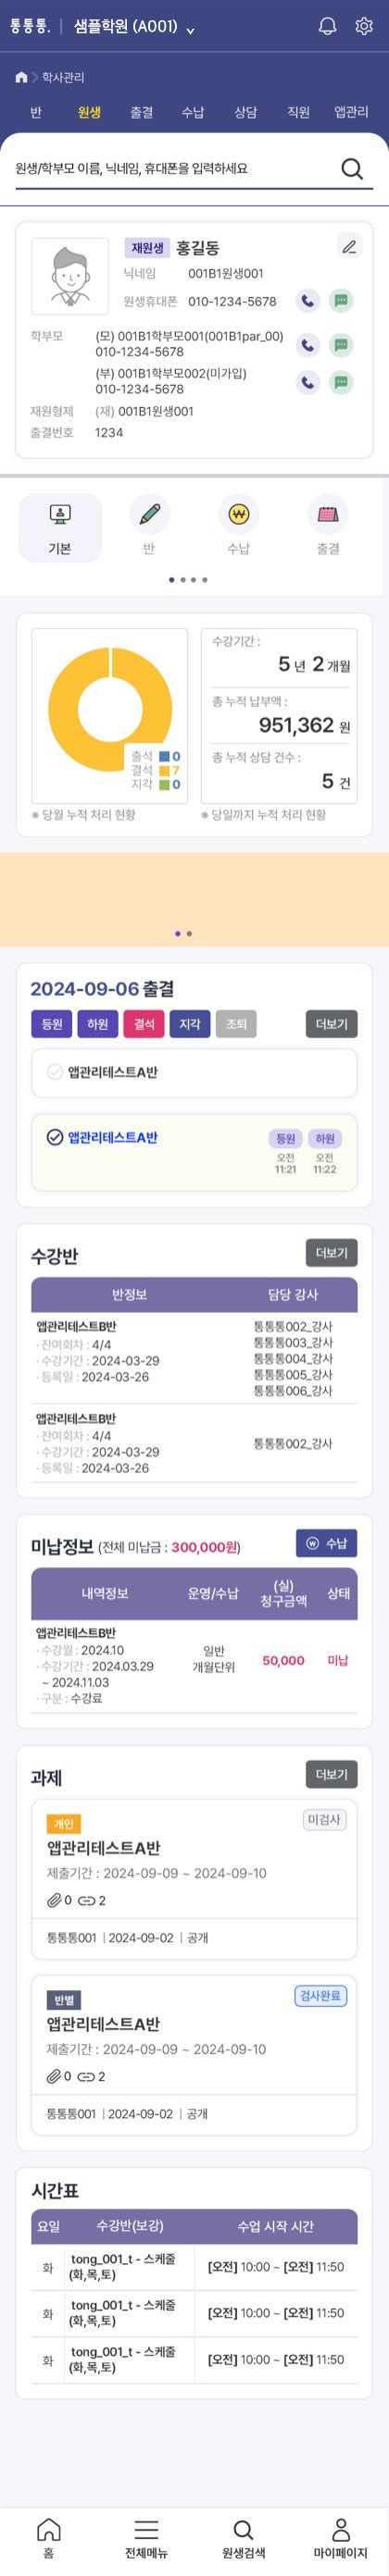 통통통. | 샘플학원 (A001)
학사관리
반 원생 출결 수납 상담 직원 앱관리
원생/학부모 이름, 닉네임, 휴대폰을 입력하세요
재원생 홍길동
닉네임 001B1원생001
원생휴대폰 010-1234-5678
학부모 (모) 001B1학부모001(001B1par_00)
010-1234-5678
(부) 001B1학부모002(미가입)
010-1234-5678
재원형제 (재) 001B1원생001
출결번호 1234
기본 반 수납 출결
수강기간 :
5 년 2 개월
총 누적 납부액 :
951,362 원
총 누적 상담 건수 :
5 건
출석 0
결석 7
지각 0
※ 당월 누적 처리 현황
※ 당일까지 누적 처리 현황
2024-09-06 출결
등원 하원 결석 지각 조퇴 더보기
앱관리테스트A반
앱관리테스트A반 등원 하원
오전 오전
11:21 11:22
수강반 더보기
반정보 담당 강사
앱관리테스트B반
· 잔여회차 : 4/4
· 수강기간 : 2024-03-29
· 등록일 : 2024-03-26
통통통002_강사
통통통003_강사
통통통004_강사
통통통005_강사
통통통006_강사
앱관리테스트B반
· 잔여회차 : 4/4
· 수강기간 : 2024-03-29
· 등록일 : 2024-03-26
통통통002_강사
미납정보 (전체 미납금 : 300,000원) ₩ 수납
내역정보 운영/수납 (실) 청구금액 상태
앱관리테스트B반
· 수강월 : 2024.10
· 수강기간 : 2024.03.29
~ 2024.11.03
· 구분 : 수강료
일반
개월단위
50,000
미납
과제 더보기
개인 미검사
앱관리테스트A반
제출기간 : 2024-09-09 ~ 2024-09-10
0 2
통통통001 | 2024-09-02 | 공개
반별 검사완료
앱관리테스트A반
제출기간 : 2024-09-09 ~ 2024-09-10
0 2
통통통001 | 2024-09-02 | 공개
시간표
요일 수강반(보강) 수업 시작 시간
화 tong_001_t - 스케줄 (화,목,토) [오전] 10:00 ~ [오전] 11:50
화 tong_001_t - 스케줄 (화,목,토) [오전] 10:00 ~ [오전] 11:50
화 tong_001_t - 스케줄 (화,목,토) [오전] 10:00 ~ [오전] 11:50
홈 전체메뉴 원생검색 마이페이지